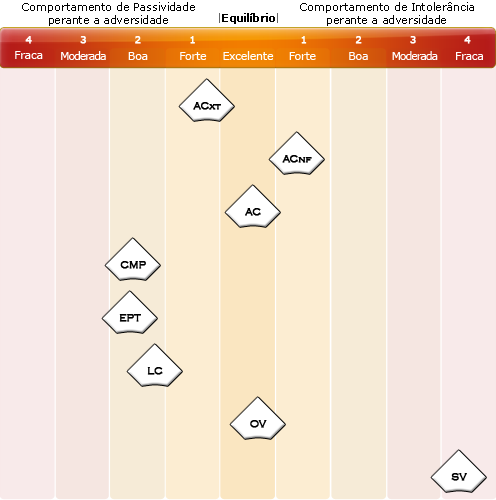 Comportamento de Passividade
perante a adversidade
|Equilíbrio|
Comportamento de Intolerância
perante a adversidade
4 3 2 1 1 2 3 4
Fraca Moderada Boa Forte Excelente Forte Boa Moderada Fraca
ACXT
ACNF
AC
CMP
EPT
LC
OV
SV